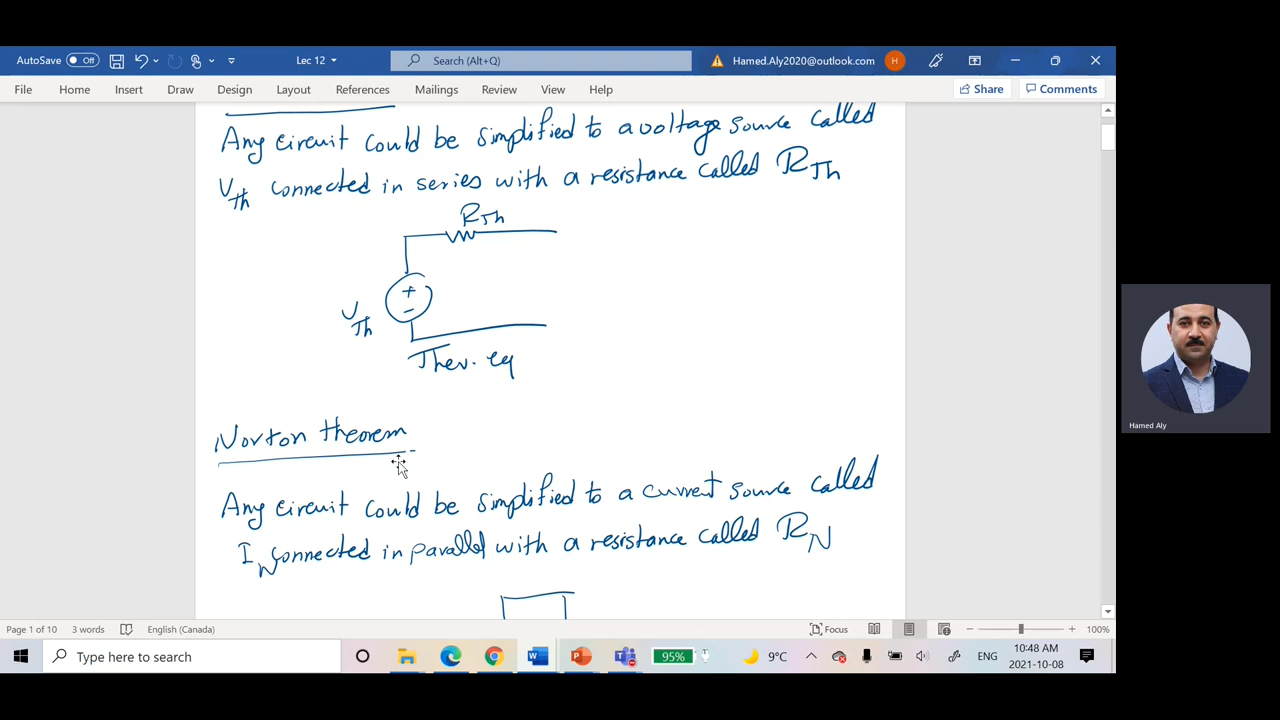 AutoSave Off Lec 12 Search (Alt+Q) Hamed.Aly2020@outlook.com H
File Home Insert Draw Design Layout References Mailings Review View Help Share Comments
Any circuit could be simplified to a voltage source called
VTh connected in series with a resistance called RTh
RTh
+
-
VTh
Thev. eq
Norton theorem
Any circuit could be simplified to a current source called
IN connected in parallel with a resistance called RN
Hamed Aly
Page 1 of 10 3 words English (Canada) Focus 100%
Type here to search 95% 9°C ENG 10:48 AM
2021-10-08